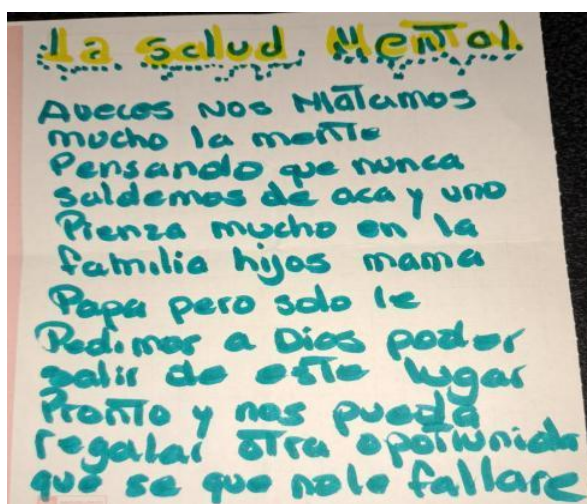 La salud Mental.
Aveces Nos Matamos
mucho la mente
Pensando que nunca
saldemos de aca y uno
Pienza mucho en la
familia hijos mama
Papa pero solo le
Pedimos a Dios poder
salir de este lugar
Pronto y nos pueda
regalar otra opotiunida
que se que no le fallare